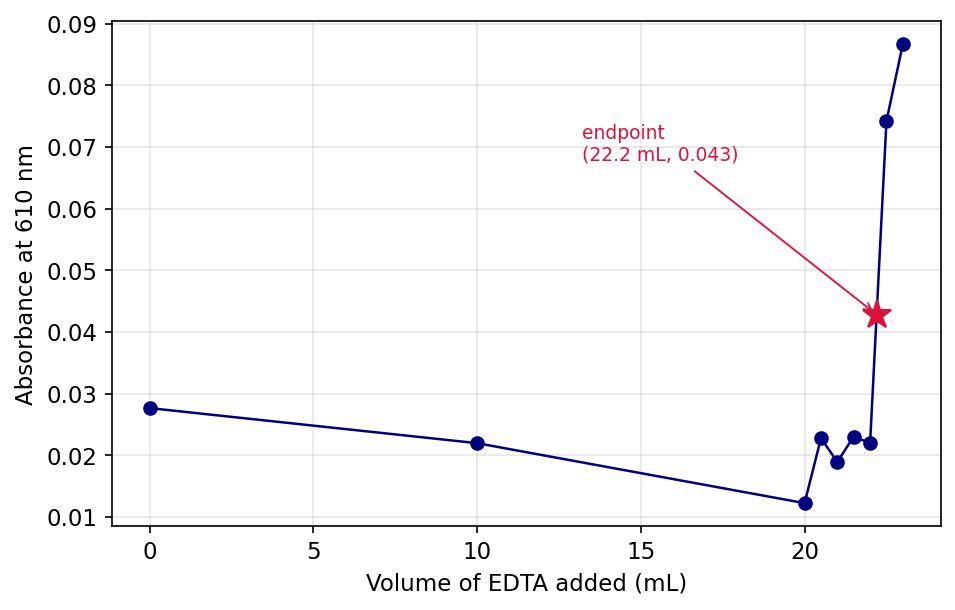 0.09
0.08
0.07
0.06
0.05
0.04
0.03
0.02
0.01
Absorbance at 610 nm
endpoint
(22.2 mL, 0.043)
0 5 10 15 20
Volume of EDTA added (mL)